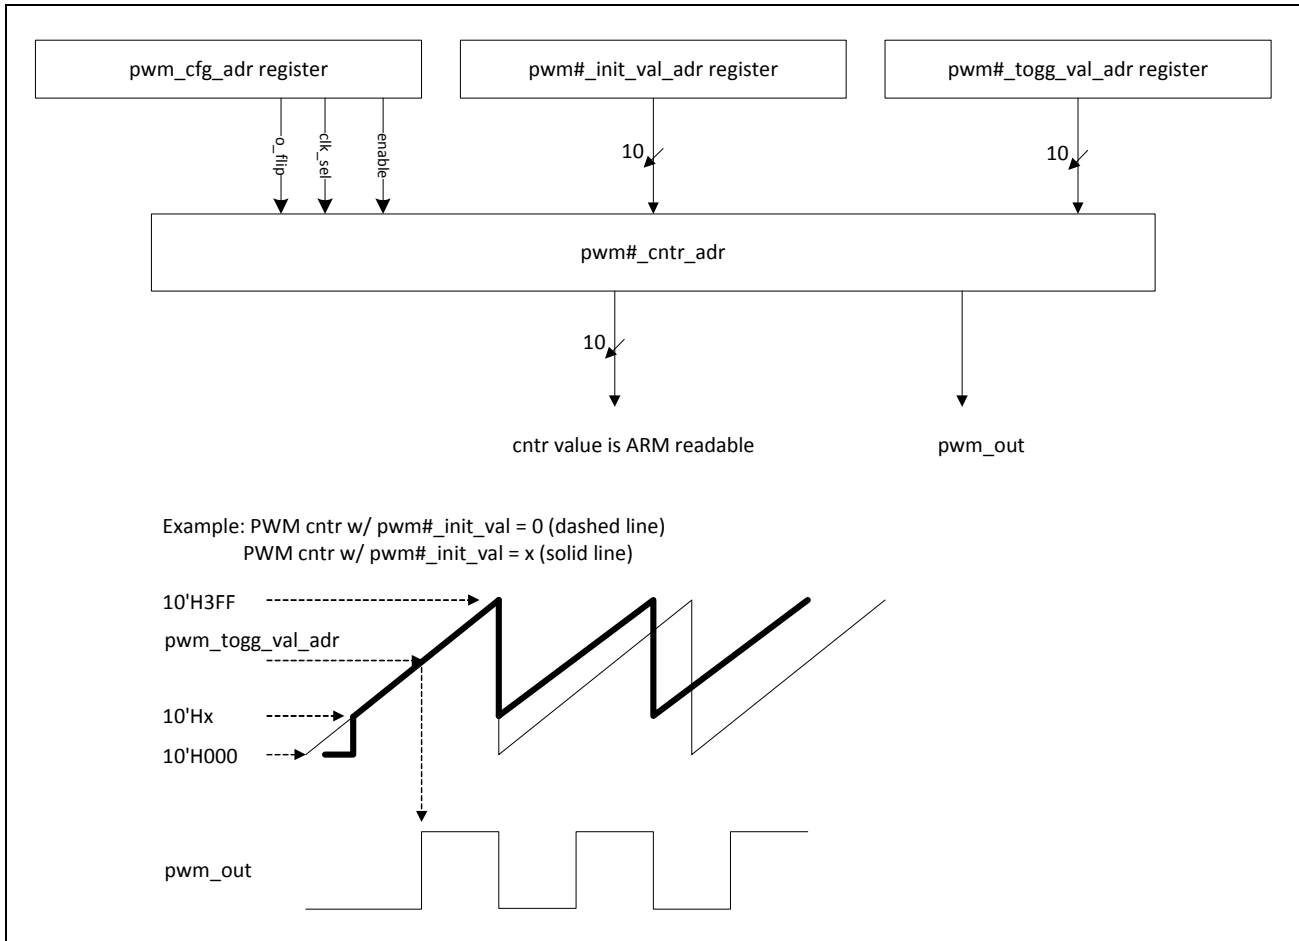 pwm_cfg_adr register
pwm#_init_val_adr register
pwm#_togg_val_adr register
o_flip
clk_sel
enable
10
10
pwm#_cntr_adr
10
cntr value is ARM readable
pwm_out
Example: PWM cntr w/ pwm#_init_val = 0 (dashed line)
PWM cntr w/ pwm#_init_val = x (solid line)
10'H3FF
pwm_togg_val_adr
10'Hx
10'H000
pwm_out